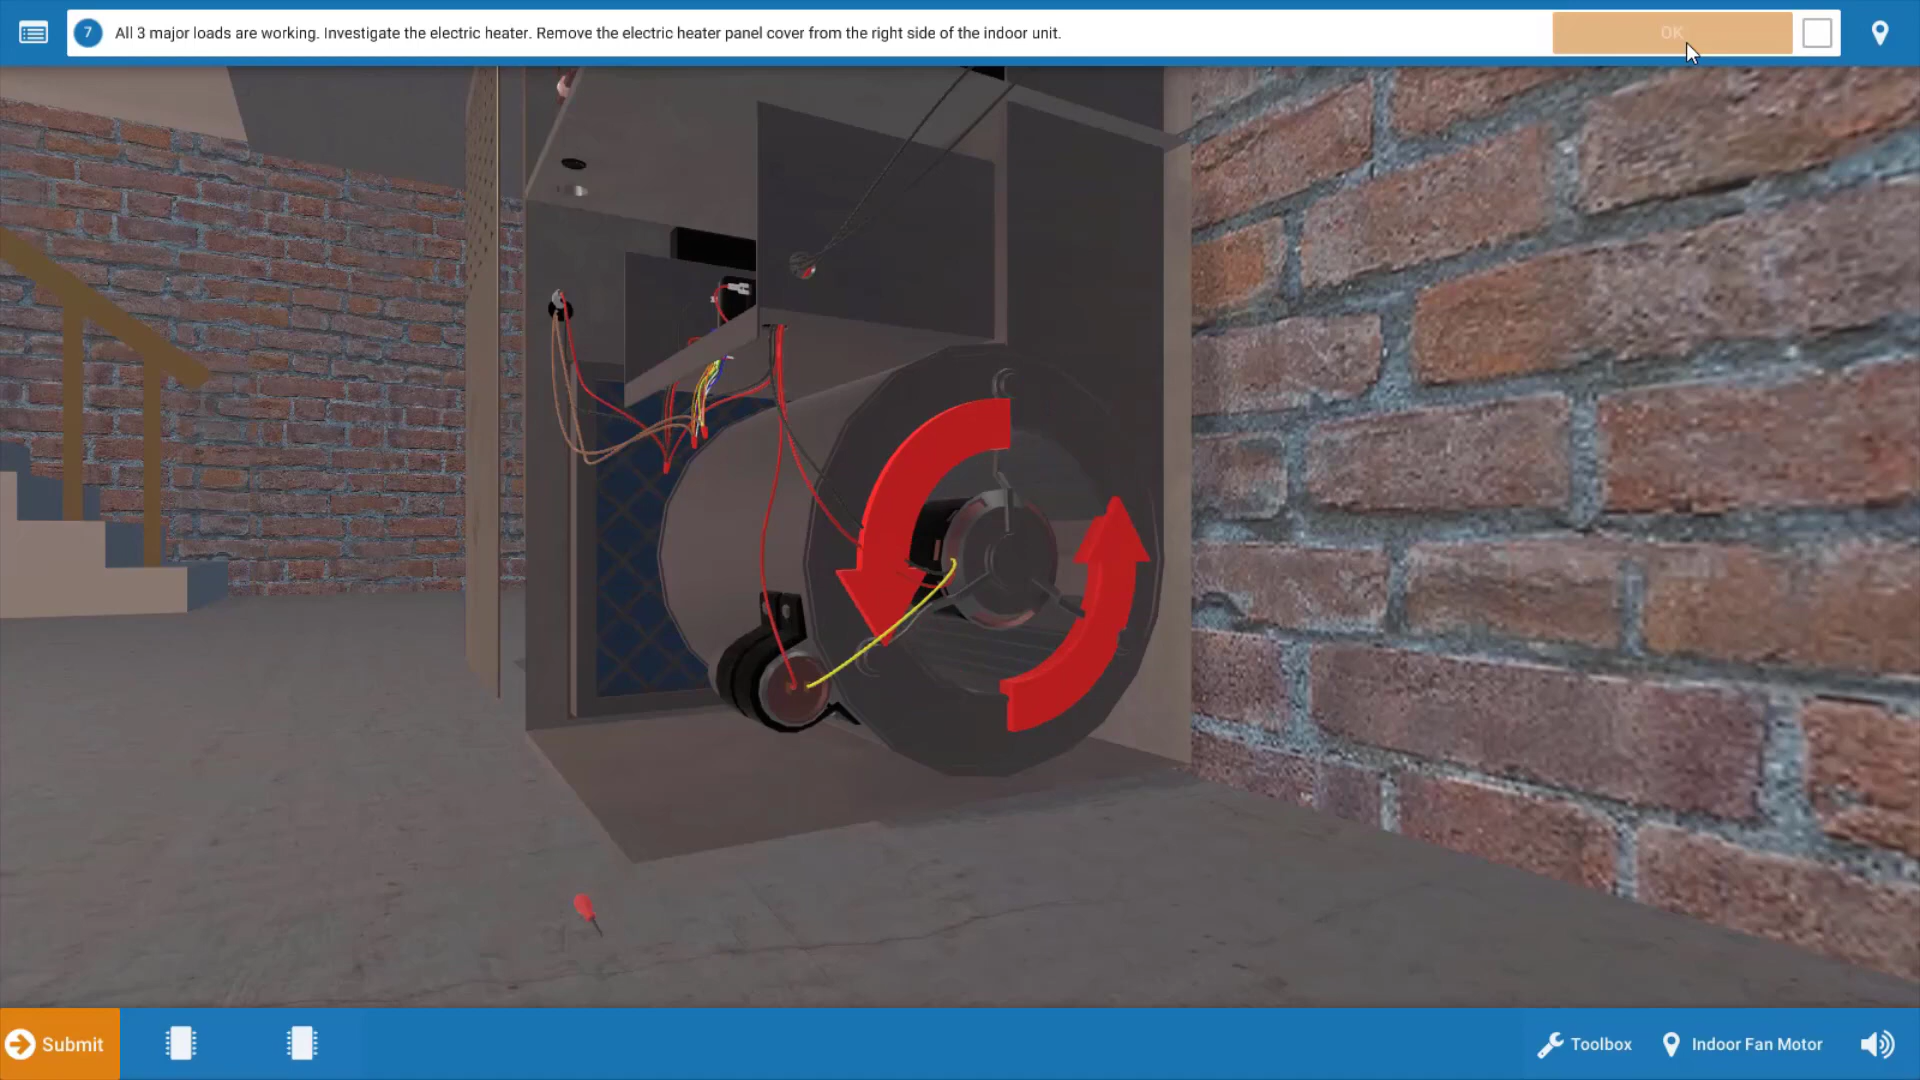 7 All 3 major loads are working. Investigate the electric heater. Remove the electric heater panel cover from the right side of the indoor unit.
OK
Submit
Toolbox
Indoor Fan Motor